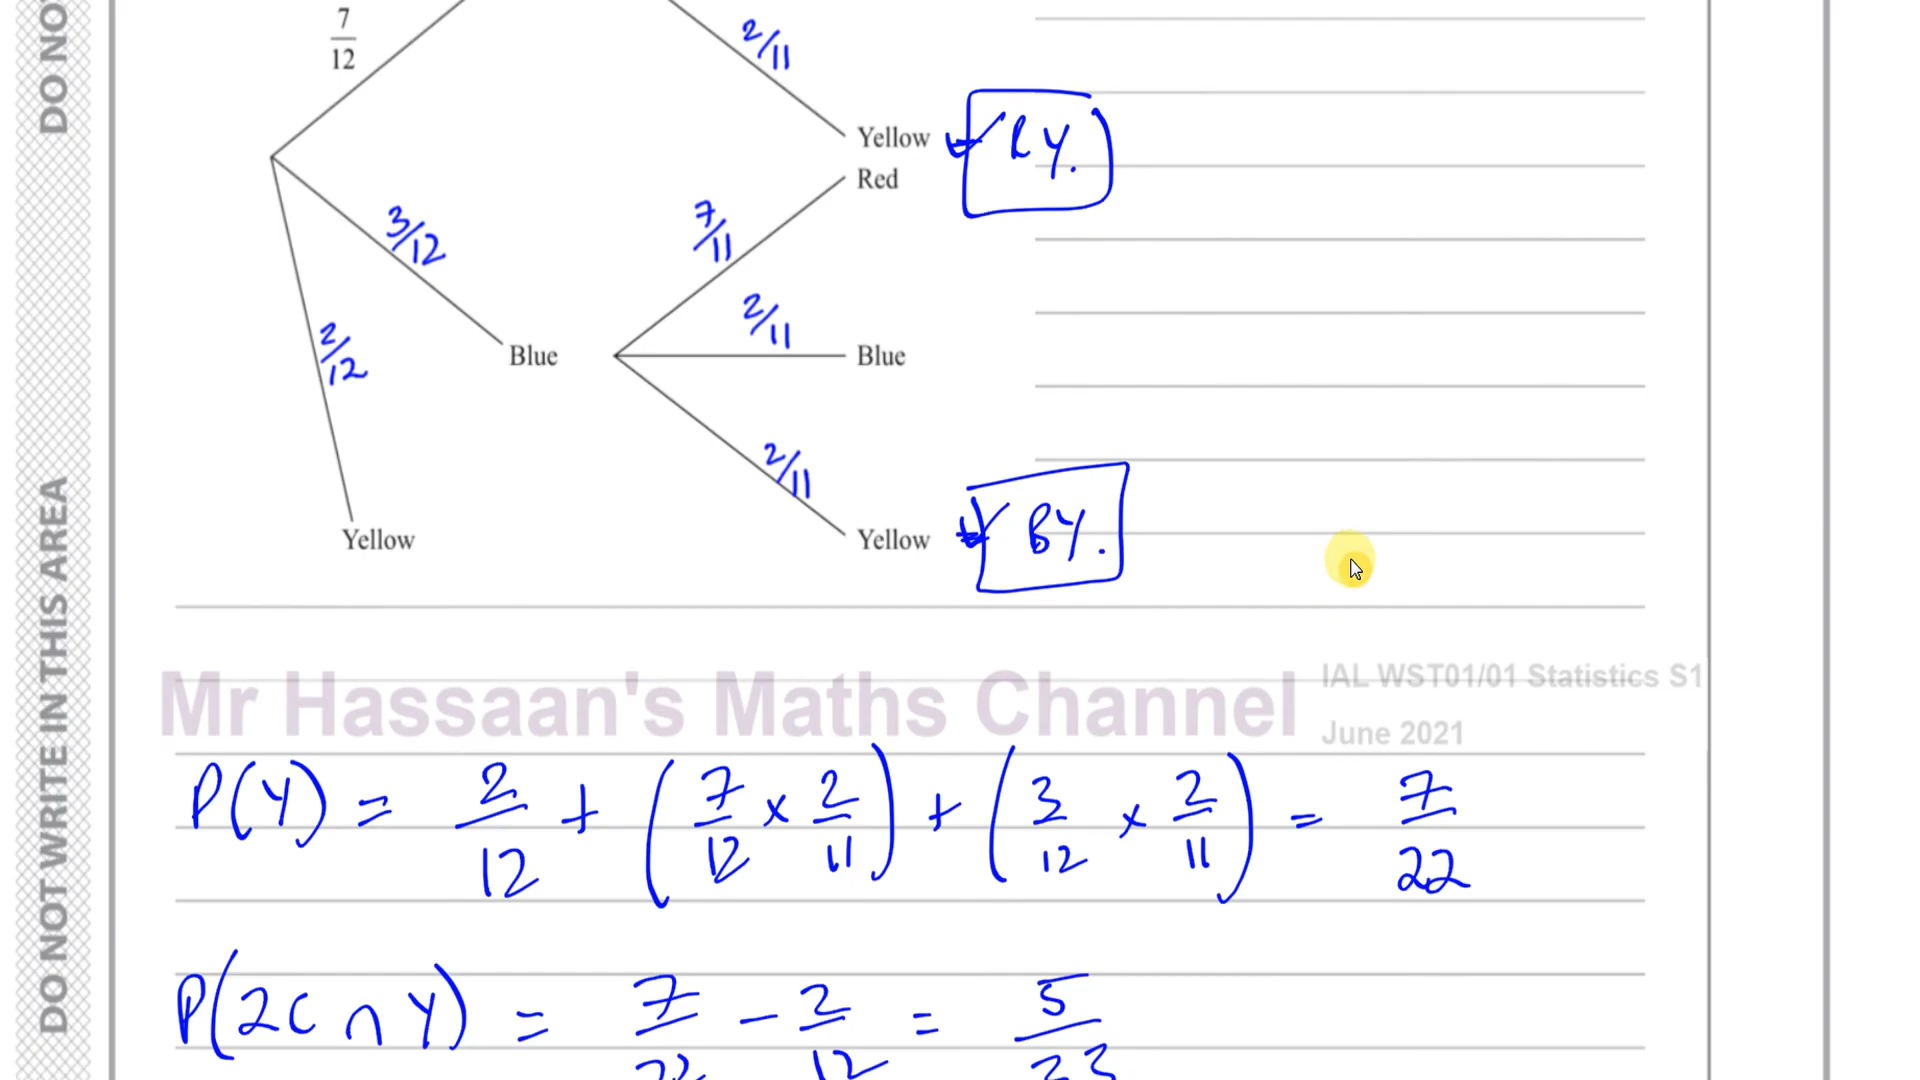 DO NO
7/12
2/11
Yellow ✓ RY.
Red
3/12
7/11
2/11
2/12
Blue
Blue
2/11
Yellow
Yellow ✓ BY.
DO NOT WRITE IN THIS AREA
Mr Hassaan's Maths Channel
IAL WST01/01 Statistics S1
June 2021
P(Y) = 2/12 + (7/12 × 2/11) + (3/12 × 2/11) = 7/22
P(2C ∩ Y) = 7/22 - 2/12 = 5/33